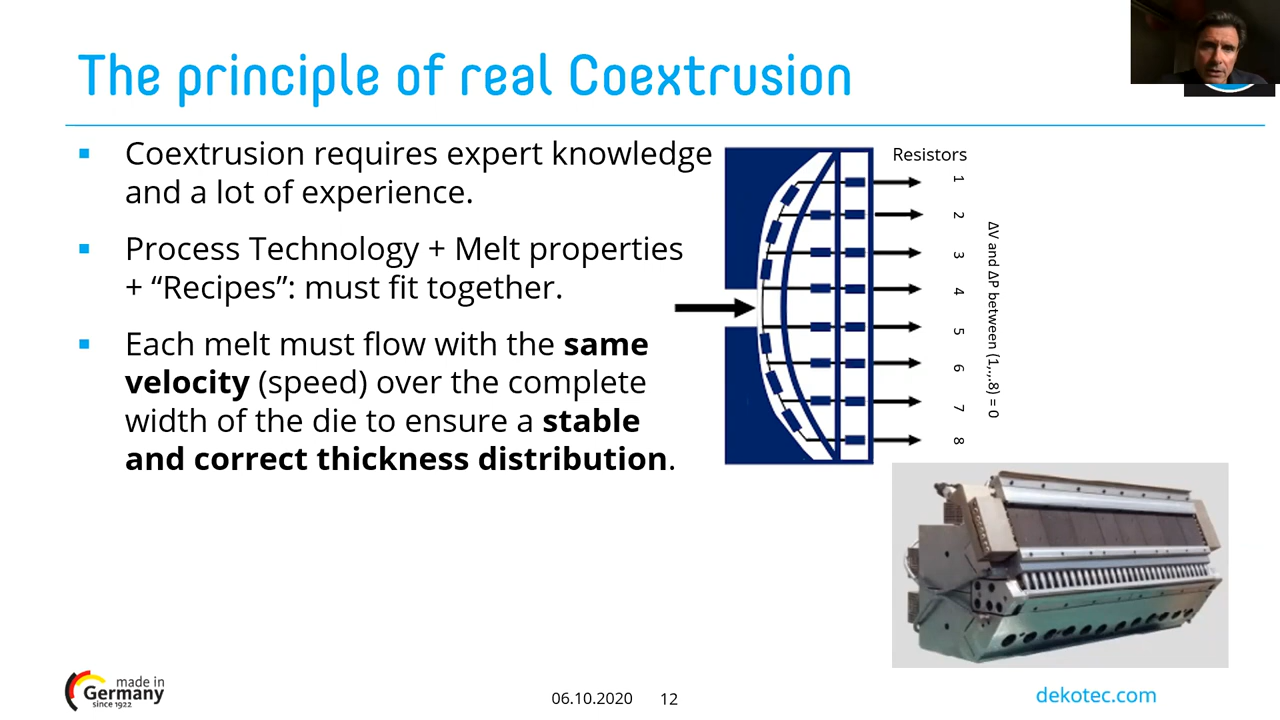 The principle of real Coextrusion
Coextrusion requires expert knowledge
and a lot of experience.
Process Technology + Melt properties
+ “Recipes”: must fit together.
Each melt must flow with the same
velocity (speed) over the complete
width of the die to ensure a stable
and correct thickness distribution.
Resistors
1
2
3
4
5
6
7
8
ΔV and ΔP between (1,,,.8) = 0
made in
Germany
since 1922
06.10.2020
12
dekotec.com